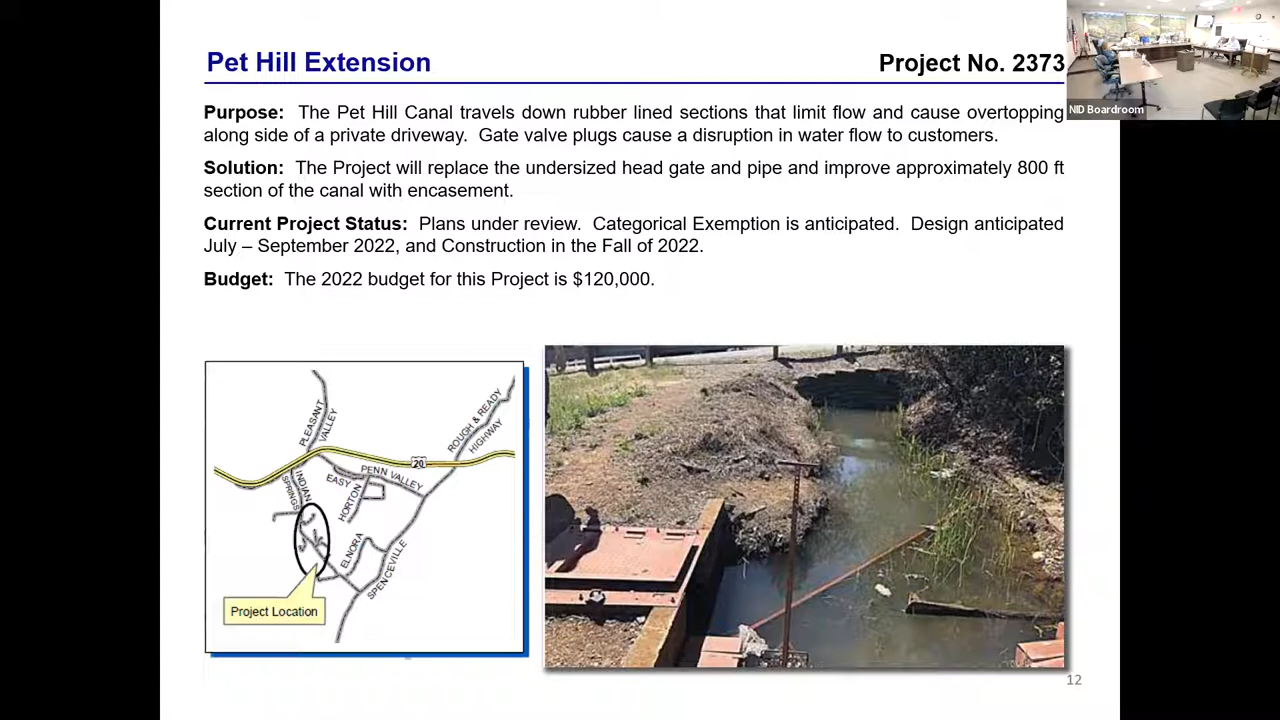 Pet Hill Extension
Project No. 2373
NID Boardroom
Purpose: The Pet Hill Canal travels down rubber lined sections that limit flow and cause overtopping
along side of a private driveway. Gate valve plugs cause a disruption in water flow to customers.
Solution: The Project will replace the undersized head gate and pipe and improve approximately 800 ft
section of the canal with encasement.
Current Project Status: Plans under review. Categorical Exemption is anticipated. Design anticipated
July – September 2022, and Construction in the Fall of 2022.
Budget: The 2022 budget for this Project is $120,000.
PLEASANT
VALLEY
ROUGH & READY
HIGHWAY
20
PENN VALLEY
EASY
INDIAN
SPRINGS
HORTON
ELNORA
SPENCEVILLE
Project Location
12